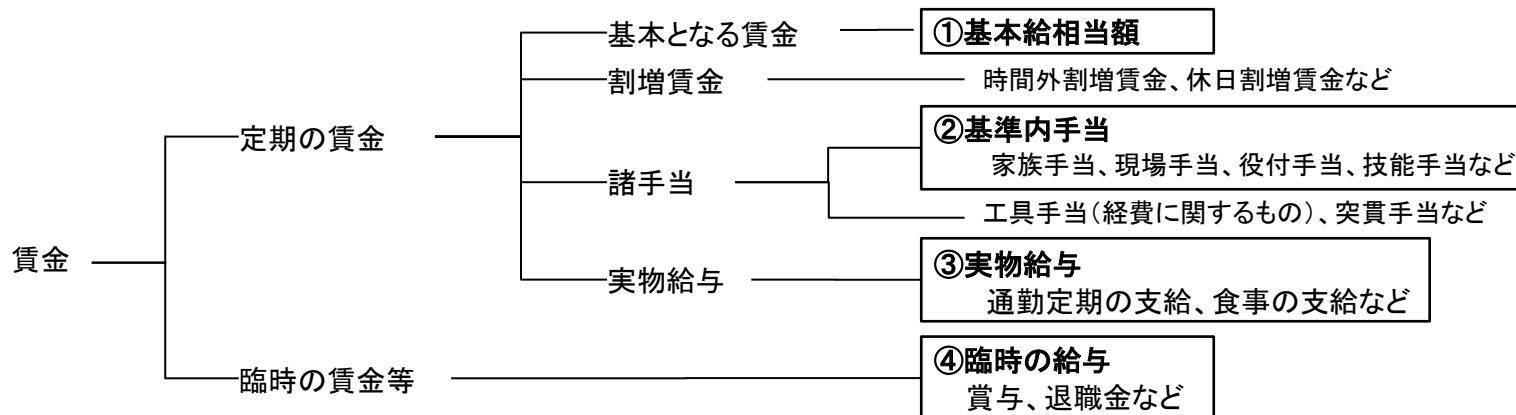 基本となる賃金
①基本給相当額
割増賃金
時間外割増賃金、休日割増賃金など
定期の賃金
②基準内手当
家族手当、現場手当、役付手当、技能手当など
諸手当
工具手当（経費に関するもの）、突貫手当など
賃金
③実物給与
実物給与
通勤定期の支給、食事の支給など
④臨時の給与
臨時の賃金等
賞与、退職金など